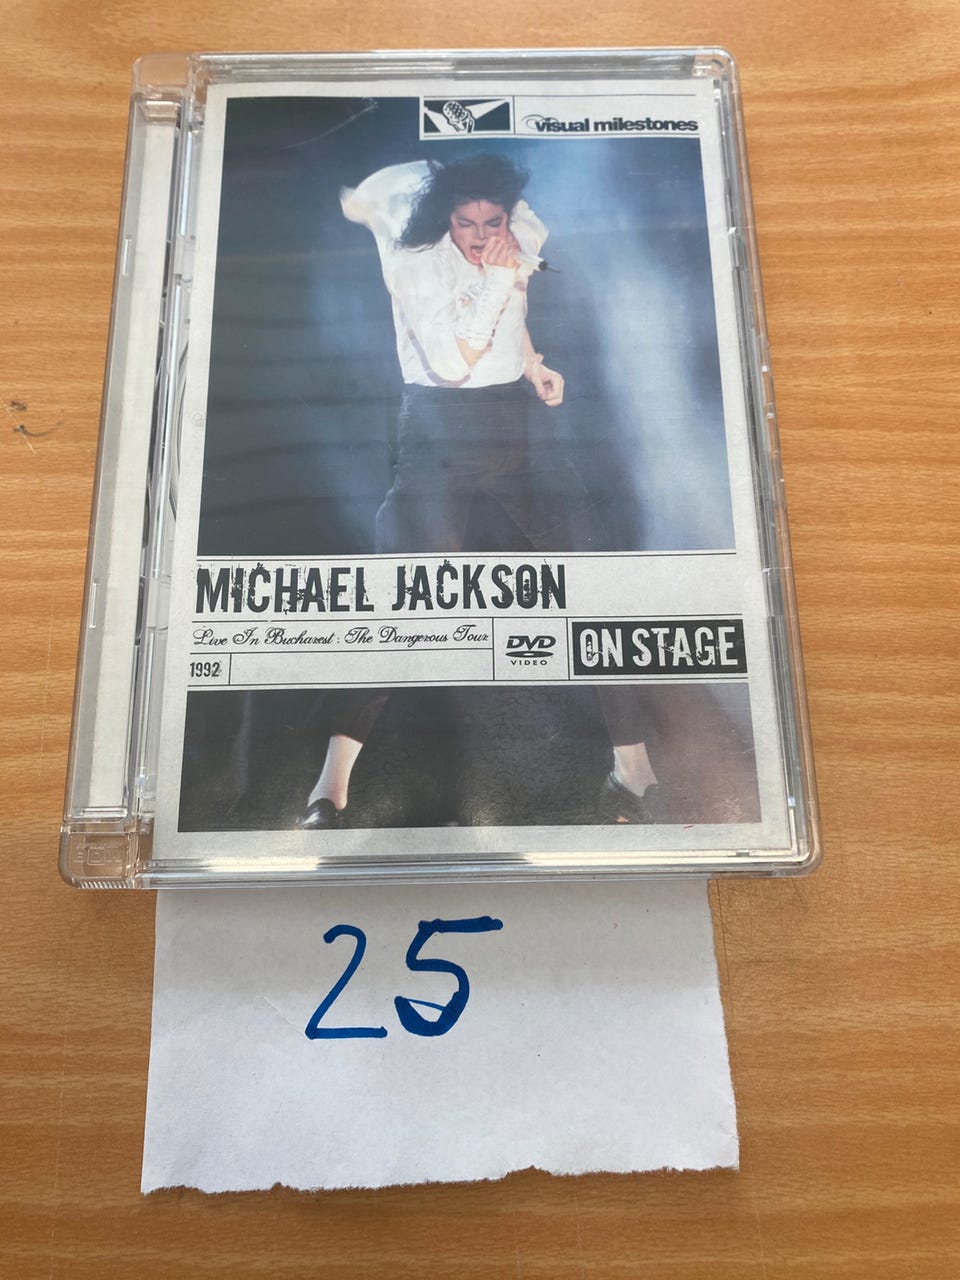 visual milestones
MICHAEL JACKSON
Live In Bucharest: The Dangerous Tour
DVD
VIDEO
ON STAGE
1992
25